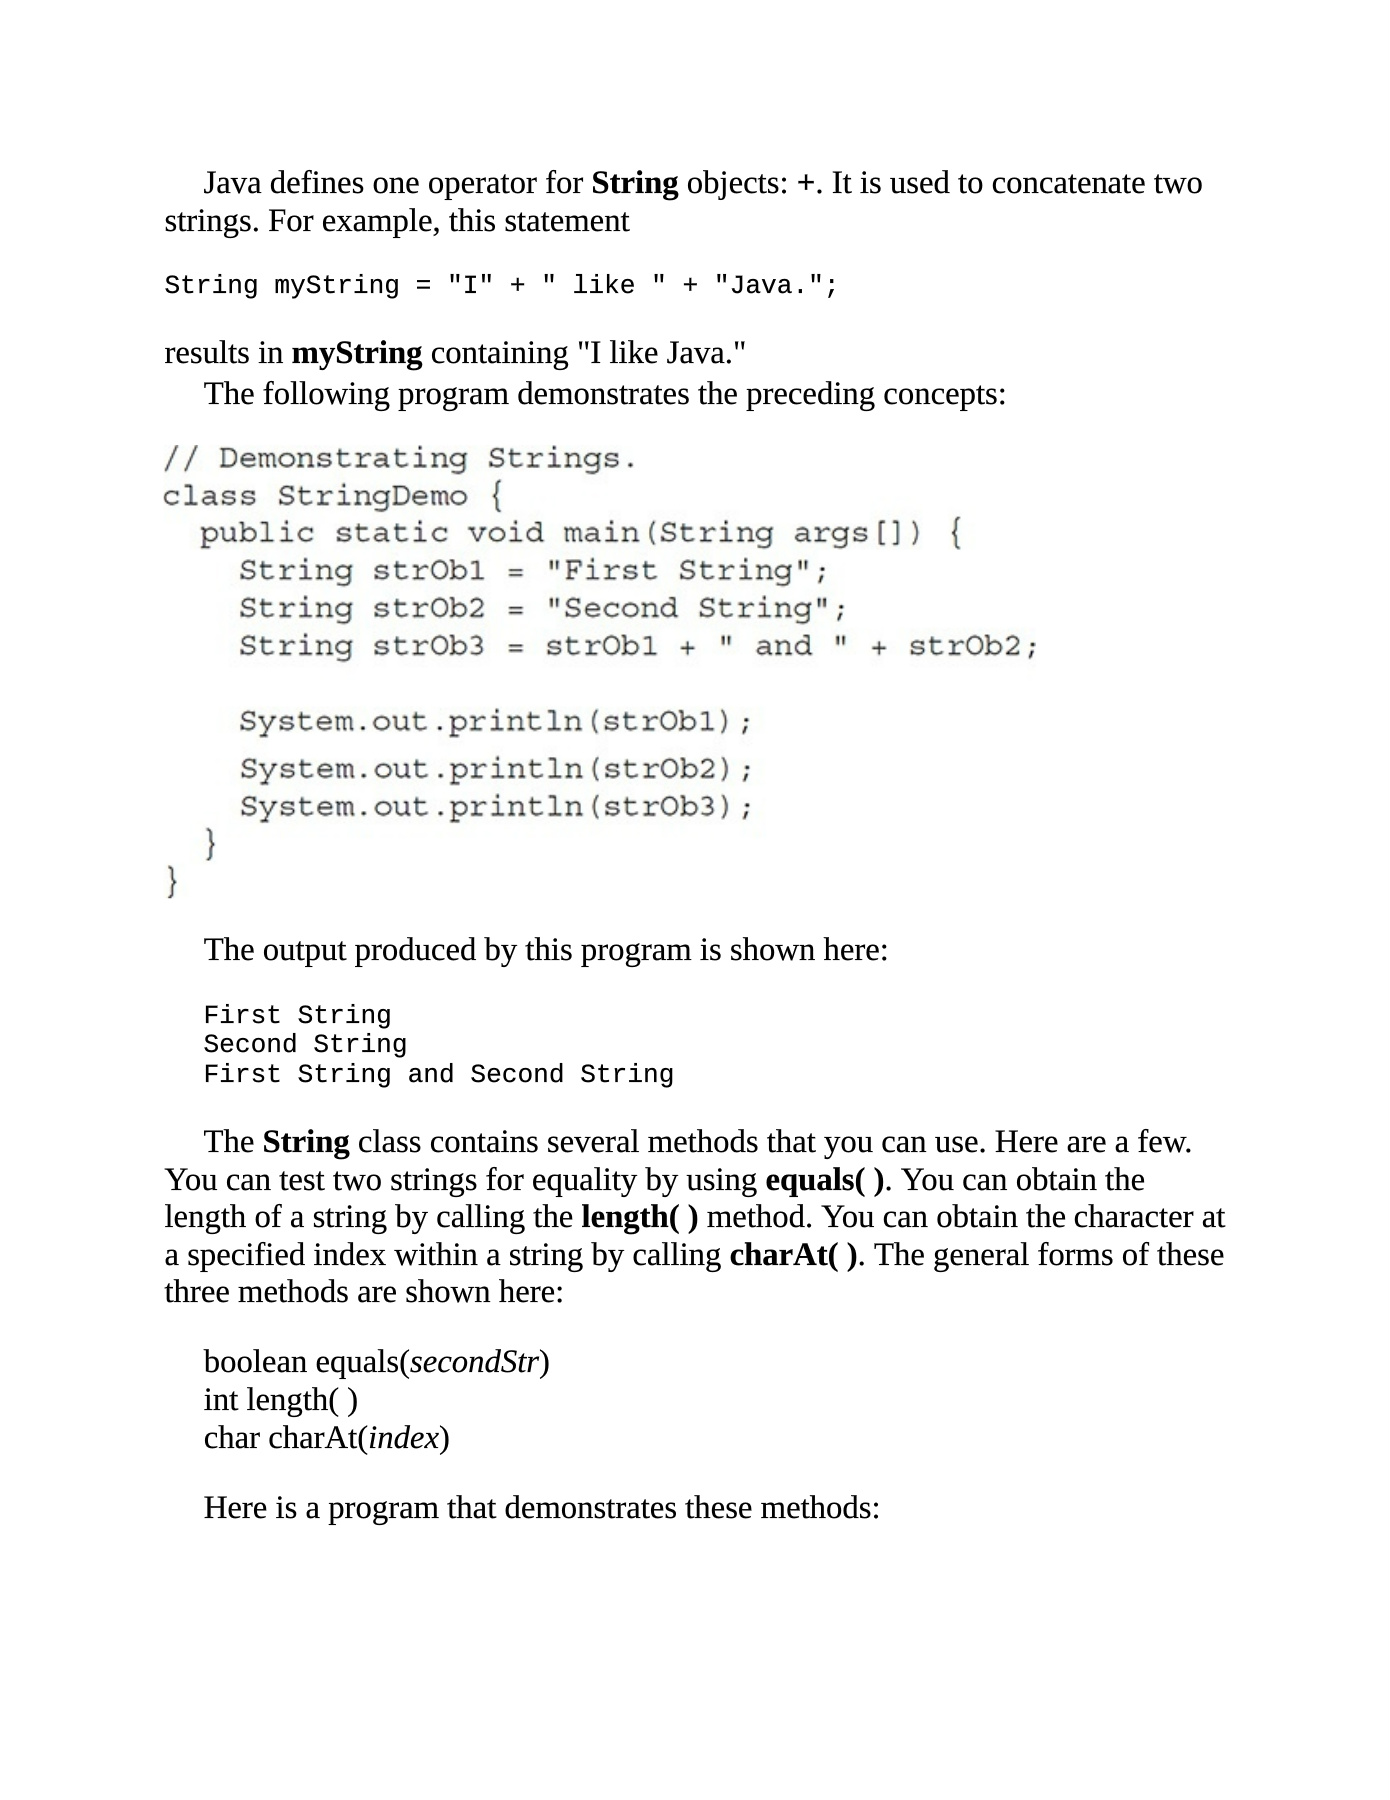 Java defines one operator for String objects: +. It is used to concatenate two
strings. For example, this statement
String myString = "I" + " like " + "Java.";
results in myString containing "I like Java."
The following program demonstrates the preceding concepts:
// Demonstrating Strings.
class StringDemo {
  public static void main(String args[]) {
    String strOb1 = "First String";
    String strOb2 = "Second String";
    String strOb3 = strOb1 + " and " + strOb2;
    System.out.println(strOb1);
    System.out.println(strOb2);
    System.out.println(strOb3);
  }
}
The output produced by this program is shown here:
First String
Second String
First String and Second String
The String class contains several methods that you can use. Here are a few.
You can test two strings for equality by using equals( ). You can obtain the
length of a string by calling the length( ) method. You can obtain the character at
a specified index within a string by calling charAt( ). The general forms of these
three methods are shown here:
boolean equals(secondStr)
int length( )
char charAt(index)
Here is a program that demonstrates these methods: